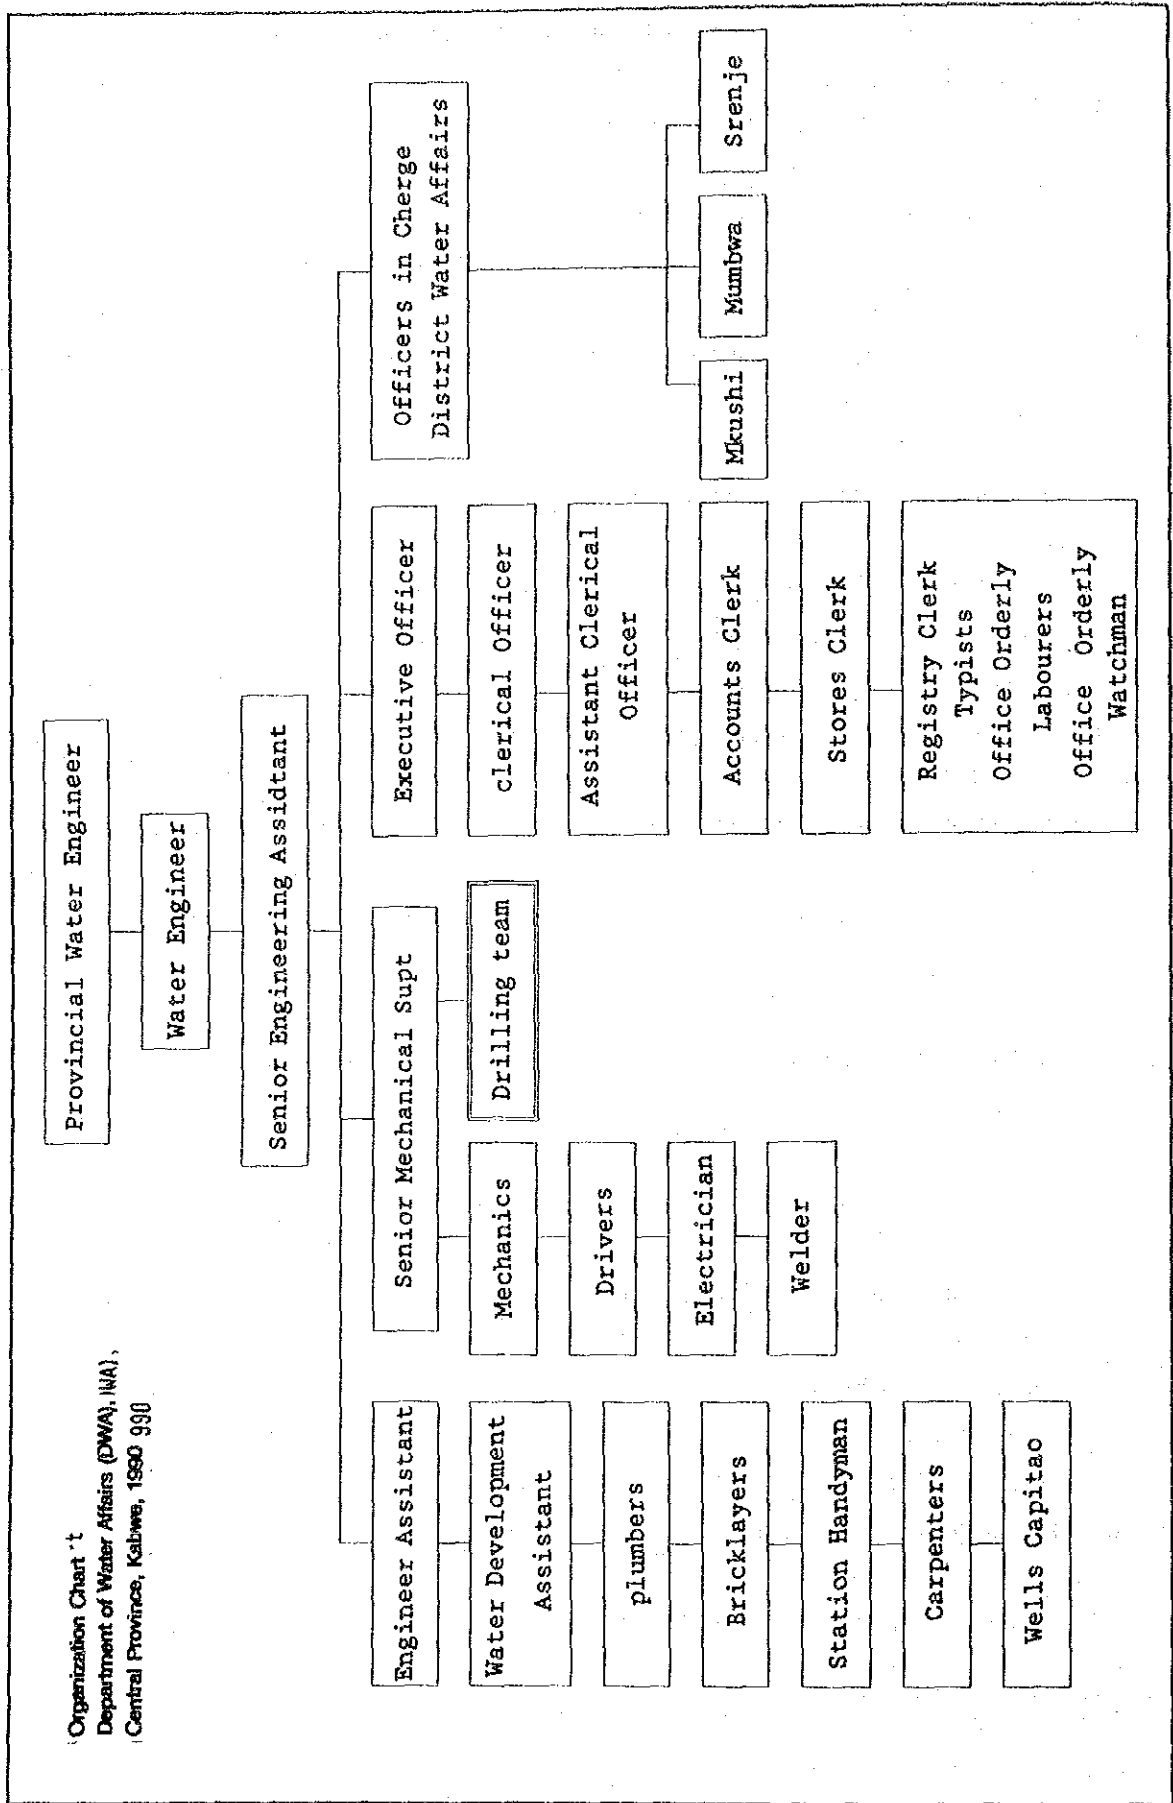 Organization Chart
Department of Water Affairs (DWA),
Central Province, Kabwe, 1990
Provincial Water Engineer
Water Engineer
Senior Engineering Assidtant
Engineer Assistant
Water Development
Assistant
plumbers
Bricklayers
Station Handyman
Carpenters
Wells Capitao
Senior Mechanical Supt
Mechanics
Drivers
Electrician
Welder
Drilling team
Executive Officer
clerical Officer
Assistant Clerical
Officer
Accounts Clerk
Stores Clerk
Registry Clerk
Typists
Office Orderly
Labourers
Office Orderly
Watchman
Officers in Cherge
District Water Affairs
Mkushi
Mumbwa
Srenje